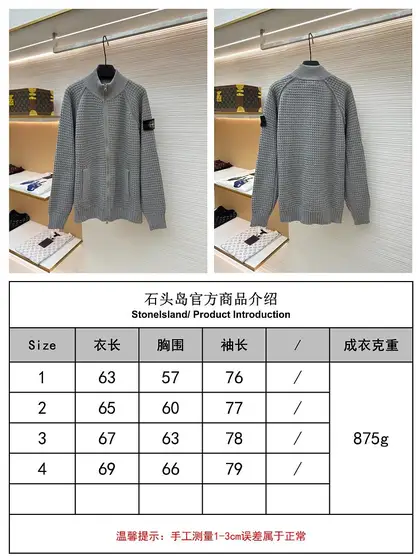 石头岛官方商品介绍
StoneIsland/ Product Introduction
Size 衣长 胸围 袖长 / 成衣克重
1 63 57 76 /
2 65 60 77 /
3 67 63 78 /
4 69 66 79 /
875g
温馨提示：手工测量1-3cm误差属于正常